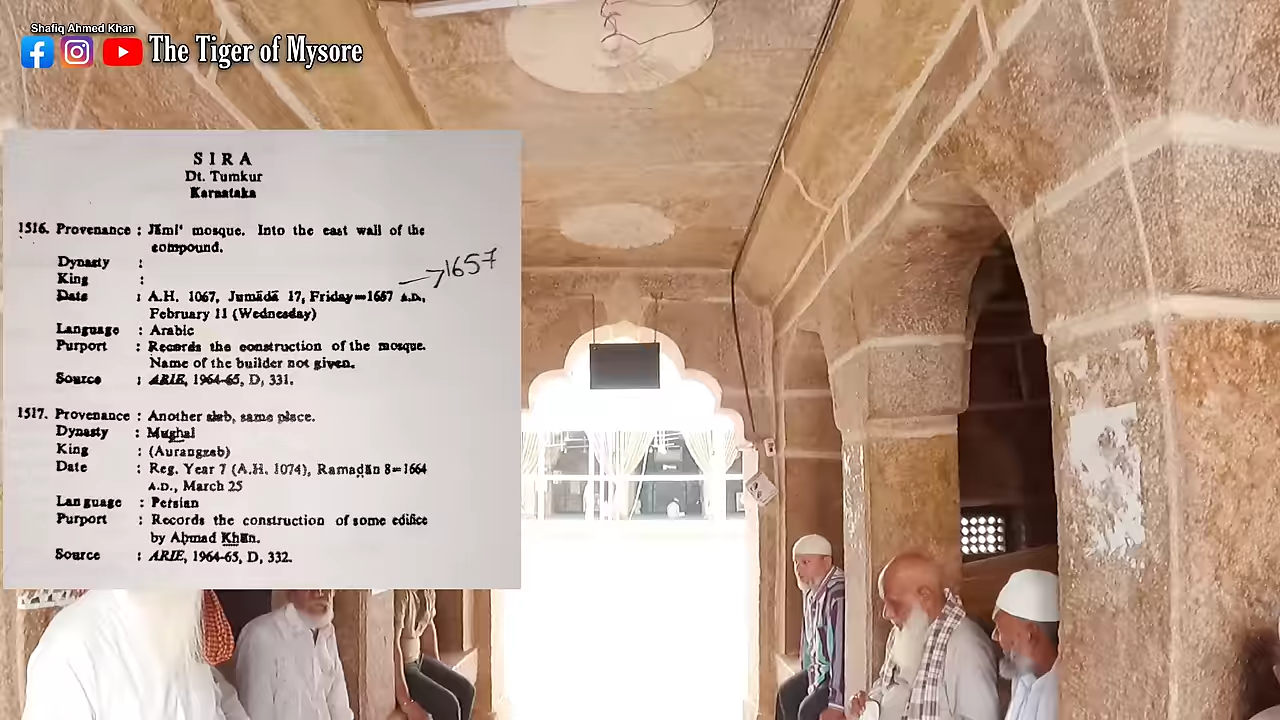 Shafiq Ahmed Khan
The Tiger of Mysore
SIRA
Dt. Tumkur
Karnataka
1516. Provenance : Jāmi‘ mosque. Into the east wall of the
compound.
Dynasty :
King :
→1657
Date : A.H. 1067, Jumādā 17, Friday=1657 A.D.,
February 11 (Wednesday)
Language : Arabic
Purport : Records the construction of the mosque.
Name of the builder not given.
Source : ARIE, 1964-65, D, 331.
1517. Provenance : Another slab, same place.
Dynasty : Mughal
King : (Aurangzeb)
Date : Reg. Year 7 (A.H. 1074), Ramaḍān 8=1664
A.D., March 25
Language : Persian
Purport : Records the construction of some edifice
by Aḥmad Khān.
Source : ARIE, 1964-65, D, 332.